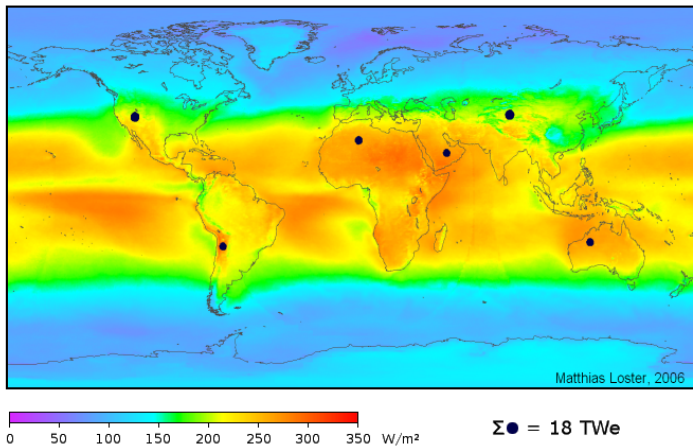 Matthias Loster, 2006
0 50 100 150 200 250 300 350 W/m²
Σ● = 18 TWe